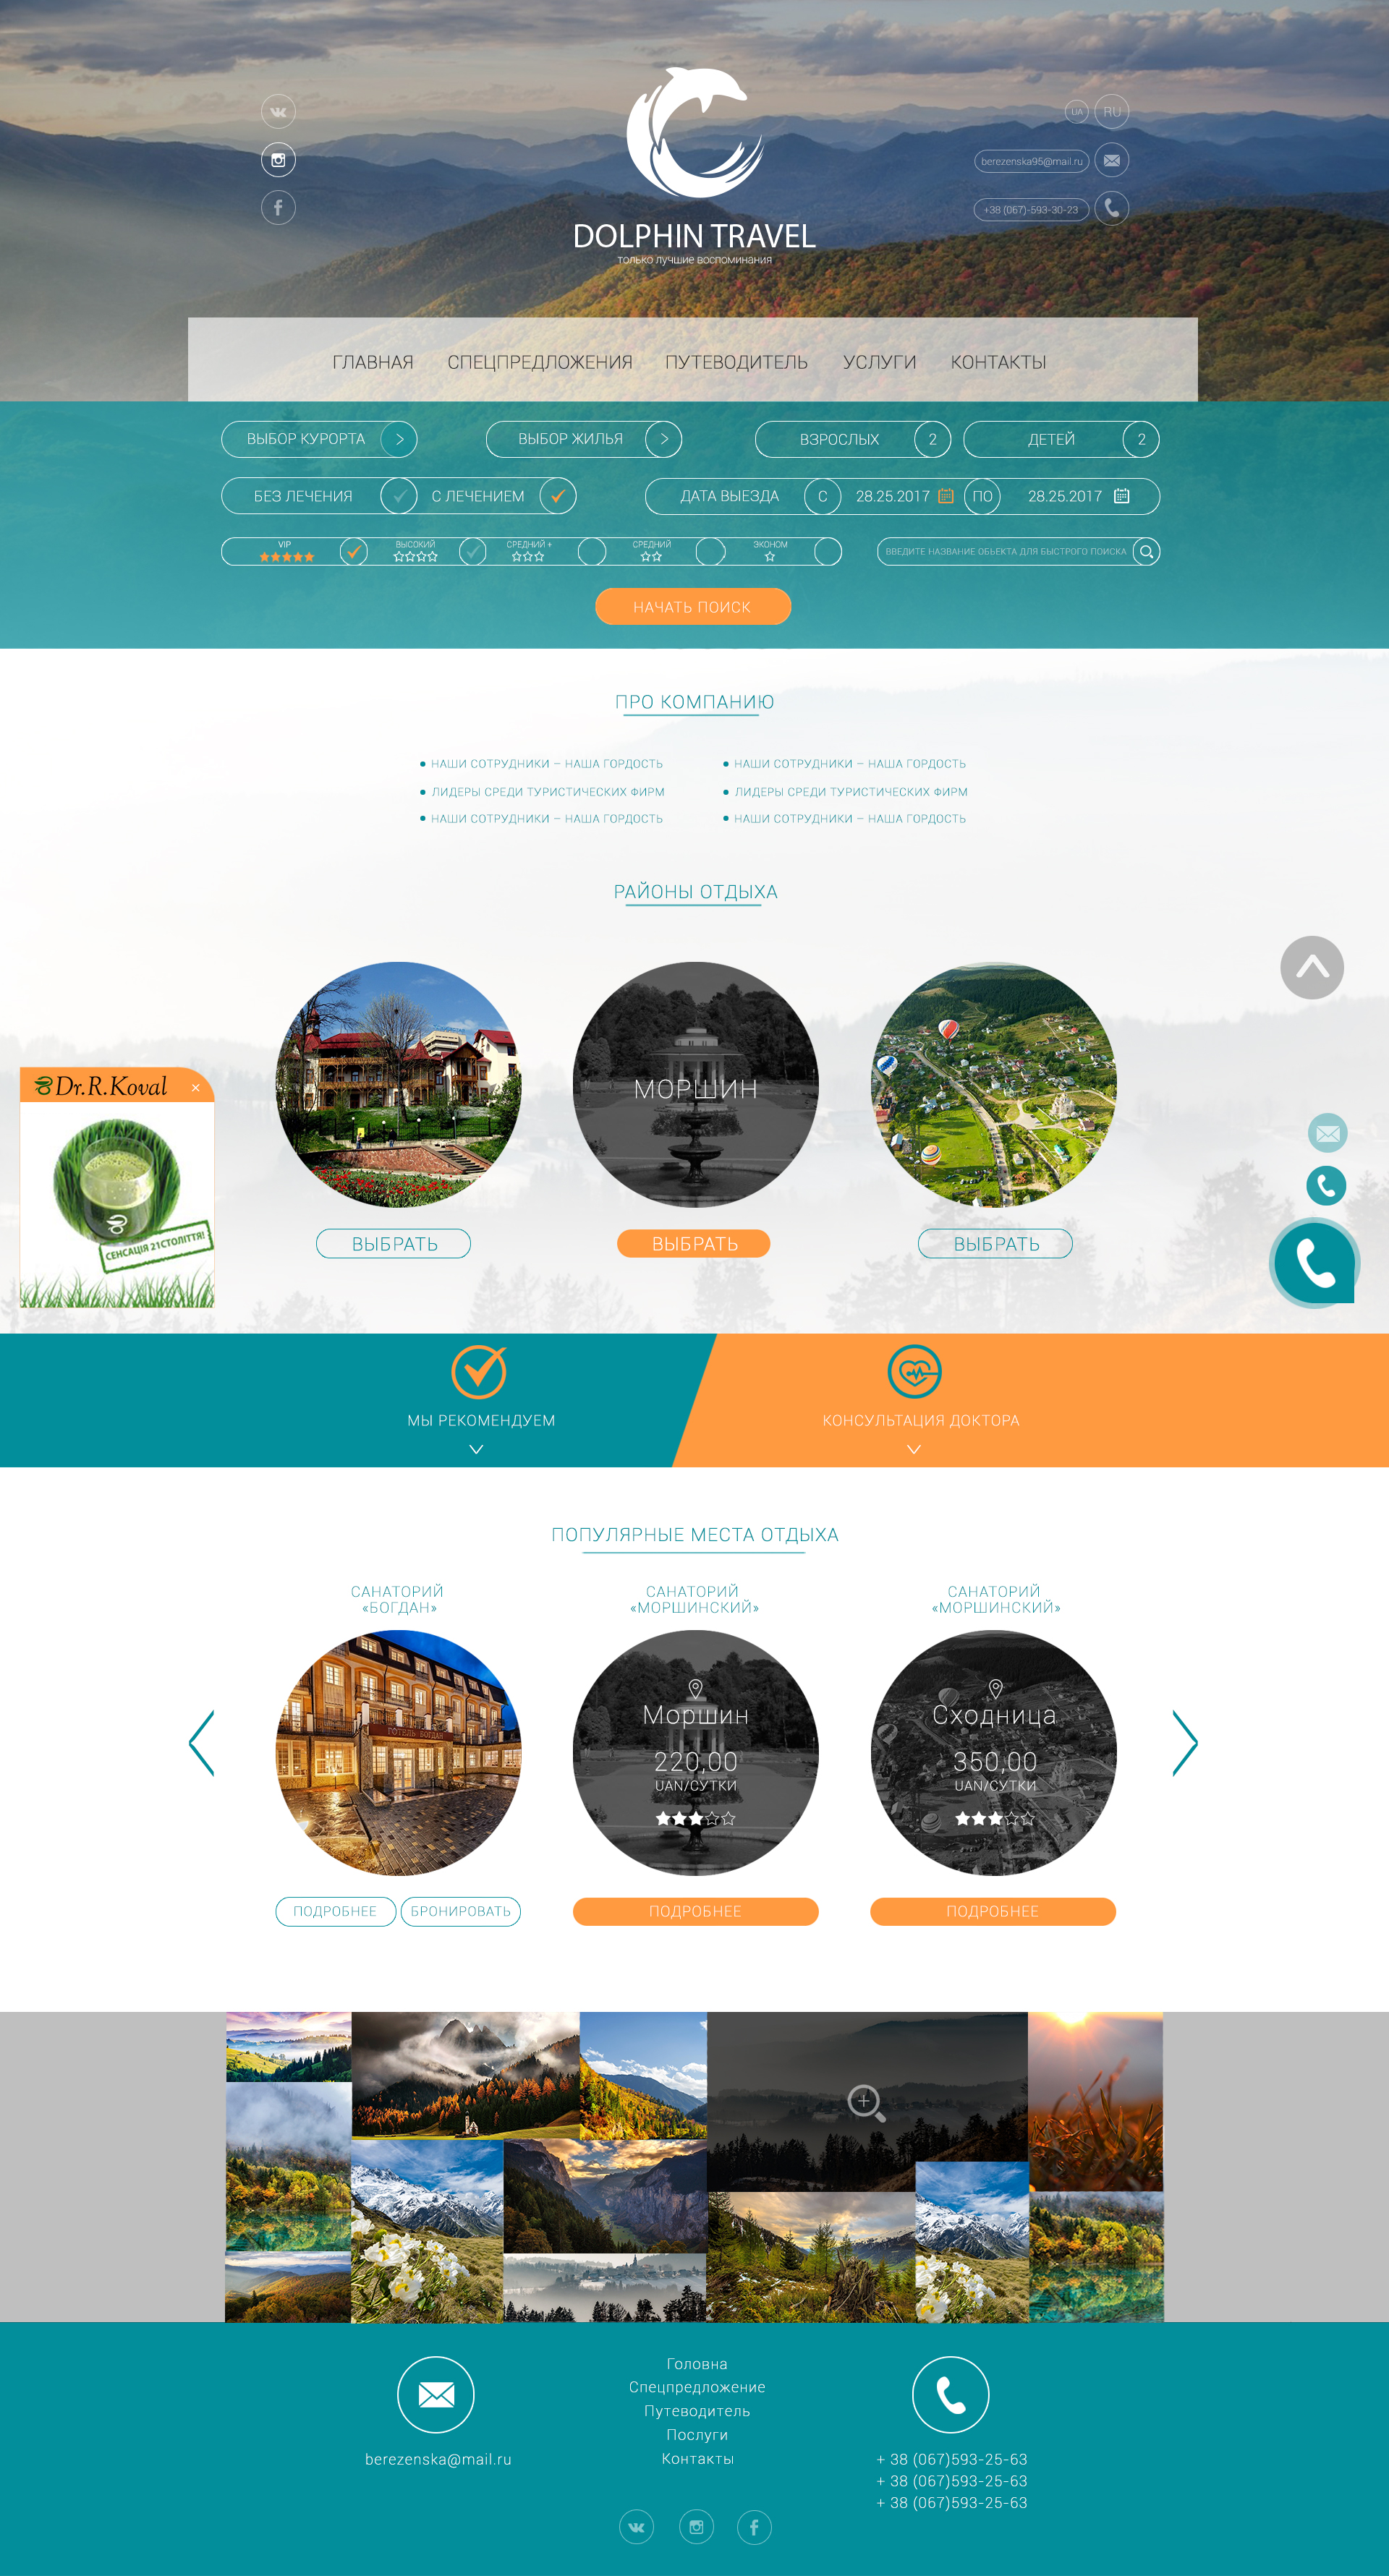 UA RU
berezenska95@mail.ru
+38 (067)-593-30-23
DOLPHIN TRAVEL
только лучшие воспоминания
ГЛАВНАЯ СПЕЦПРЕДЛОЖЕНИЯ ПУТЕВОДИТЕЛЬ УСЛУГИ КОНТАКТЫ
ВЫБОР КУРОРТА ВЫБОР ЖИЛЬЯ ВЗРОСЛЫХ 2 ДЕТЕЙ 2
БЕЗ ЛЕЧЕНИЯ С ЛЕЧЕНИЕМ ДАТА ВЫЕЗДА С 28.25.2017 ПО 28.25.2017
VIP ВЫСОКИЙ СРЕДНИЙ + СРЕДНИЙ ЭКОНОМ ВВЕДИТЕ НАЗВАНИЕ ОБЬЕКТА ДЛЯ БЫСТРОГО ПОИСКА
НАЧАТЬ ПОИСК
ПРО КОМПАНИЮ
НАШИ СОТРУДНИКИ – НАША ГОРДОСТЬ
ЛИДЕРЫ СРЕДИ ТУРИСТИЧЕСКИХ ФИРМ
НАШИ СОТРУДНИКИ – НАША ГОРДОСТЬ
НАШИ СОТРУДНИКИ – НАША ГОРДОСТЬ
ЛИДЕРЫ СРЕДИ ТУРИСТИЧЕСКИХ ФИРМ
НАШИ СОТРУДНИКИ – НАША ГОРДОСТЬ
РАЙОНЫ ОТДЫХА
МОРШИН
Dr.R.Koval
СЕНСАЦІЯ 21 СТОЛІТТЯ!
ВЫБРАТЬ ВЫБРАТЬ ВЫБРАТЬ
МЫ РЕКОМЕНДУЕМ КОНСУЛЬТАЦИЯ ДОКТОРА
ПОПУЛЯРНЫЕ МЕСТА ОТДЫХА
САНАТОРИЙ
«БОГДАН»
САНАТОРИЙ
«МОРШИНСКИЙ»
САНАТОРИЙ
«МОРШИНСКИЙ»
ГОТЕЛЬ БОГДАН
Моршин
220,00
UAN/СУТКИ
Сходница
350,00
UAN/СУТКИ
ПОДРОБНЕЕ БРОНИРОВАТЬ ПОДРОБНЕЕ ПОДРОБНЕЕ
berezenska@mail.ru
Головна
Спецпредложение
Путеводитель
Послуги
Контакты
+ 38 (067)593-25-63
+ 38 (067)593-25-63
+ 38 (067)593-25-63